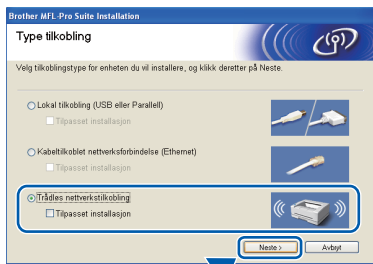 Brother MFL-Pro Suite Installation
Type tilkobling
Velg tilkoblingstype for enheten du vil installere, og klikk deretter på Neste.
Lokal tilkobling (USB eller Parallell)
Tilpasset installasjon
Kabeltilkoblet nettverksforbindelse (Ethernet)
Tilpasset installasjon
Trådløs nettverkstilkobling
Tilpasset installasjon
Neste > Avbryt